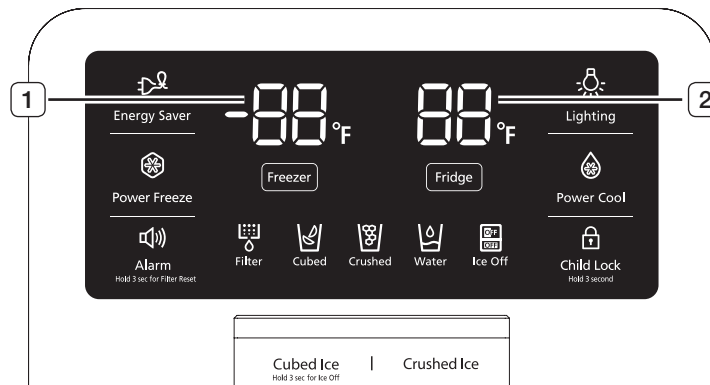 1
-88°F
88°F
2
Energy Saver
Lighting
Freezer
Fridge
Power Freeze
Power Cool
Alarm
Hold 3 sec for Filter Reset
Filter
Cubed
Crushed
Water
OFF
OFF
Ice Off
Child Lock
Hold 3 second
Cubed Ice
Hold 3 sec for Ice Off
Crushed Ice